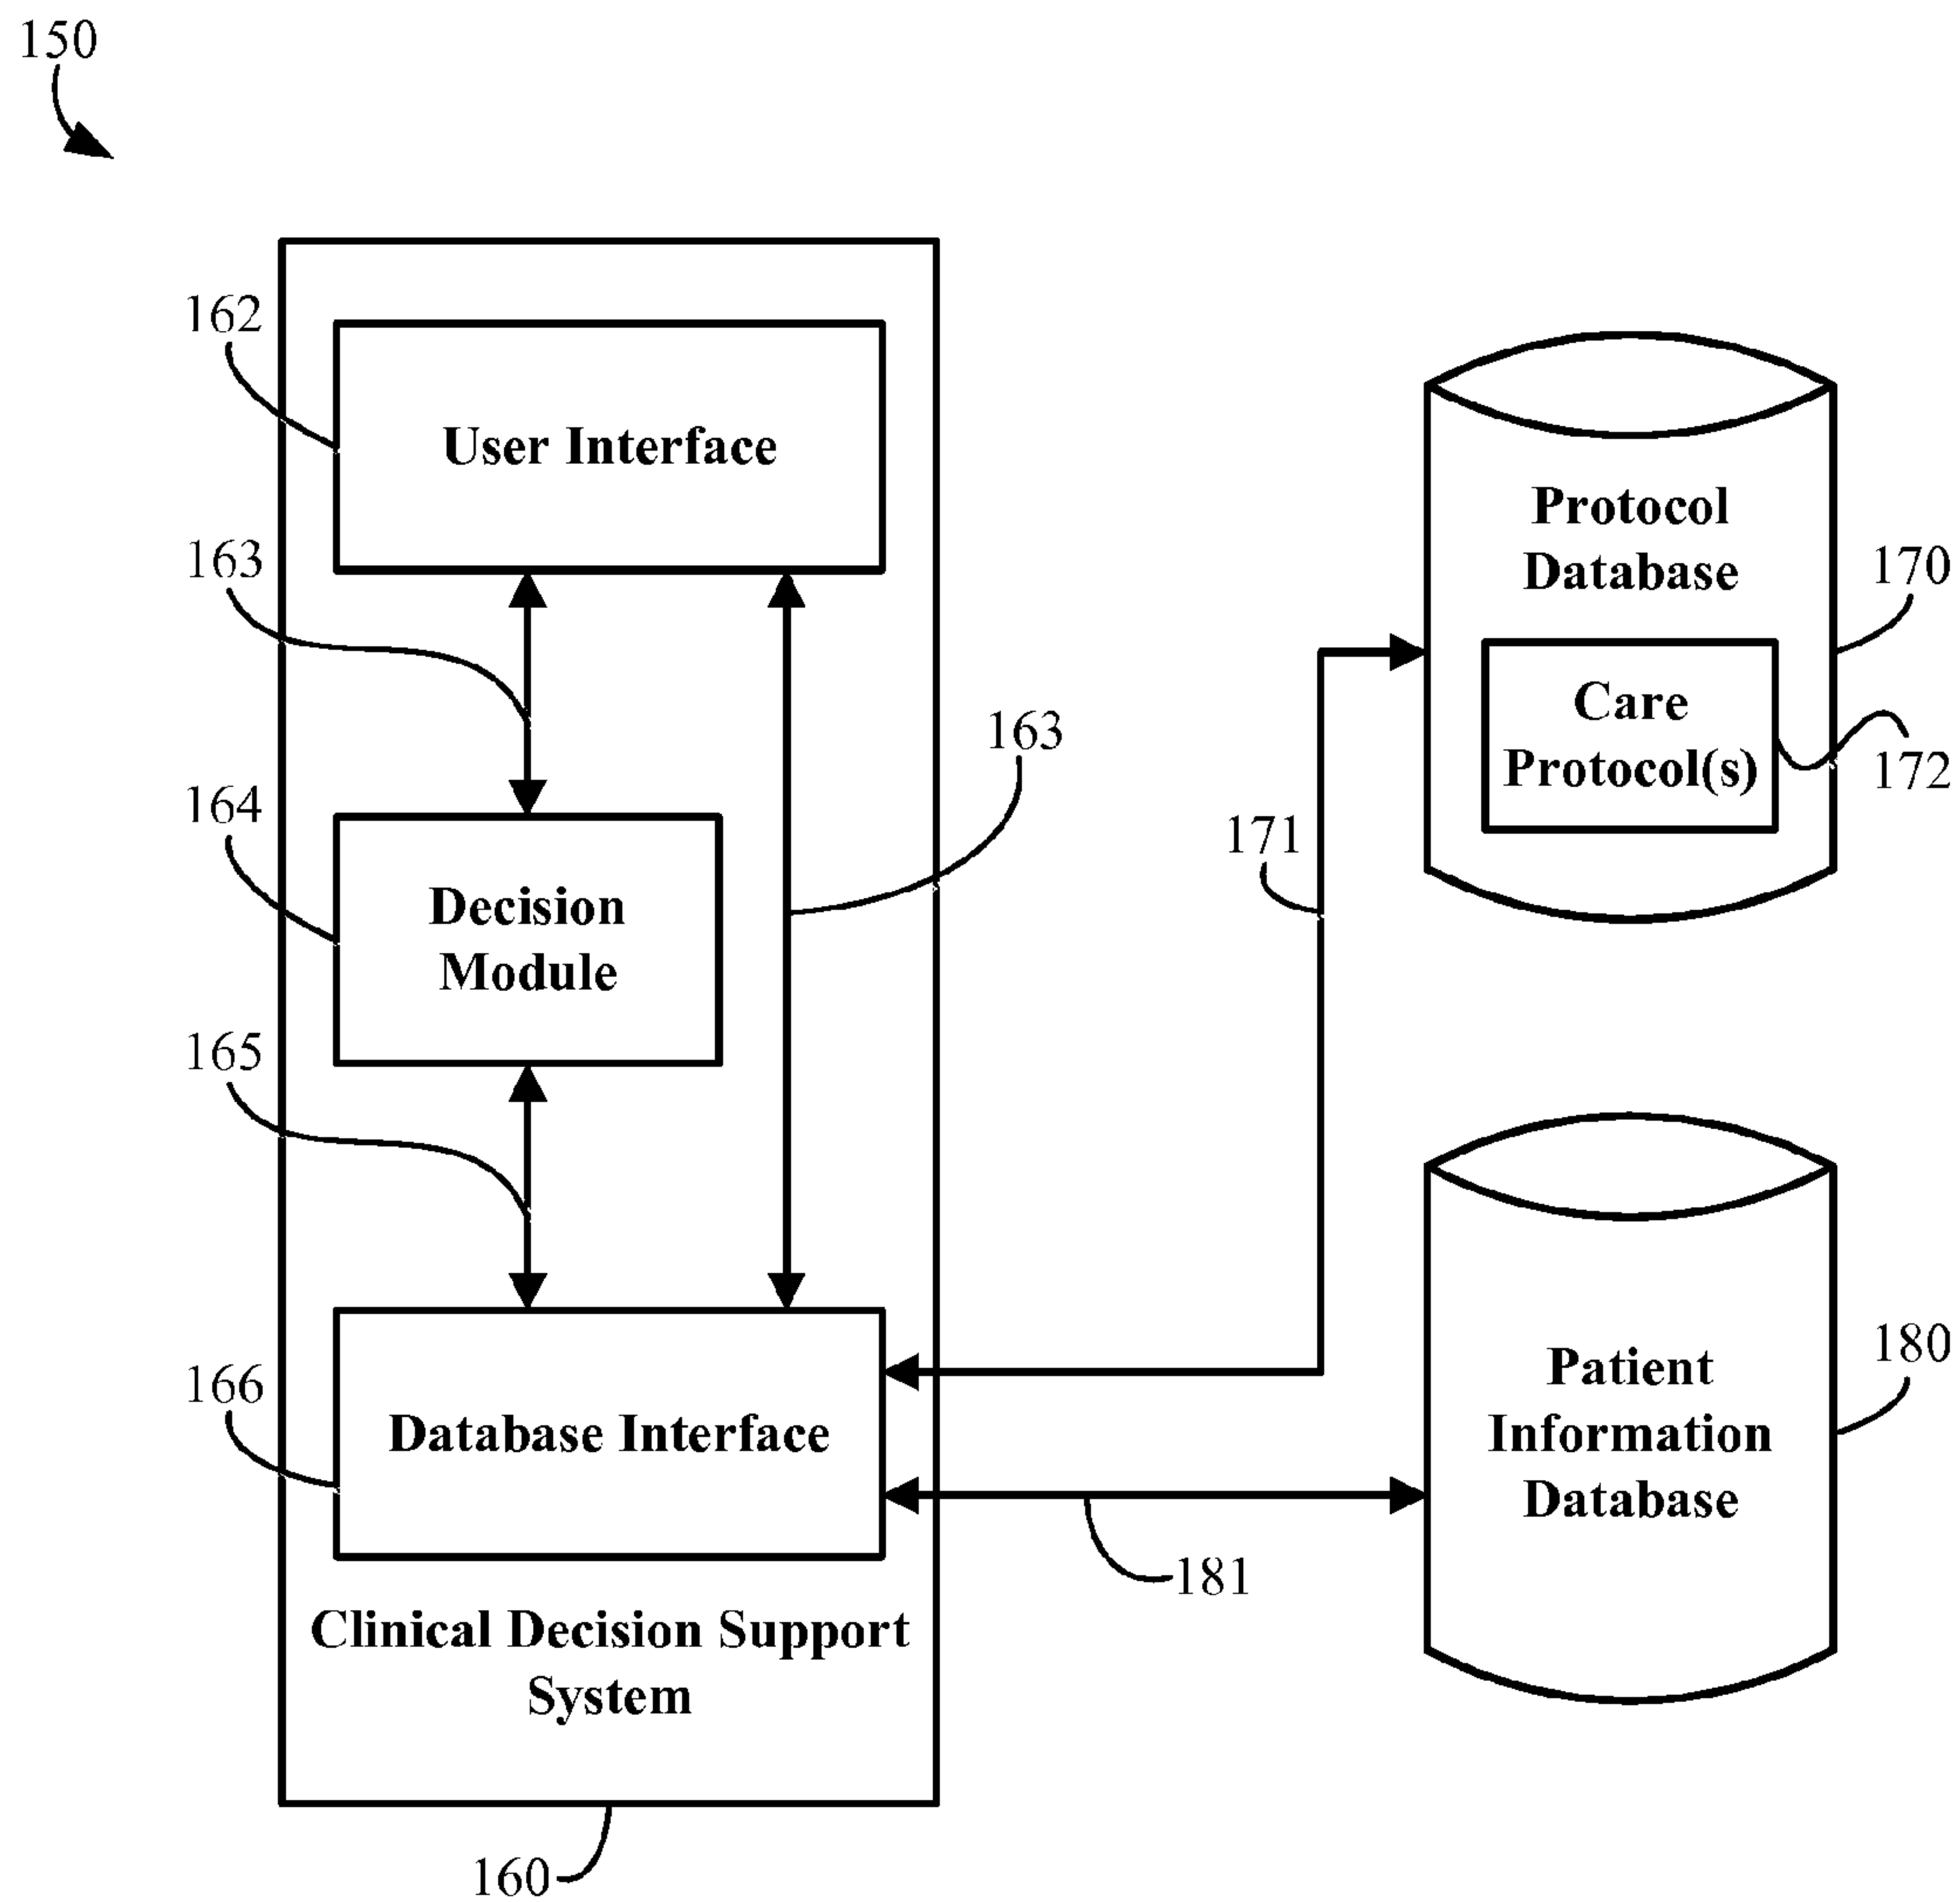 150
162
User Interface
163
163
164
Decision
Module
165
166
Database Interface
Clinical Decision Support
System
160
171
181
Protocol
Database
170
Care
Protocol(s)
172
Patient
Information
Database
180